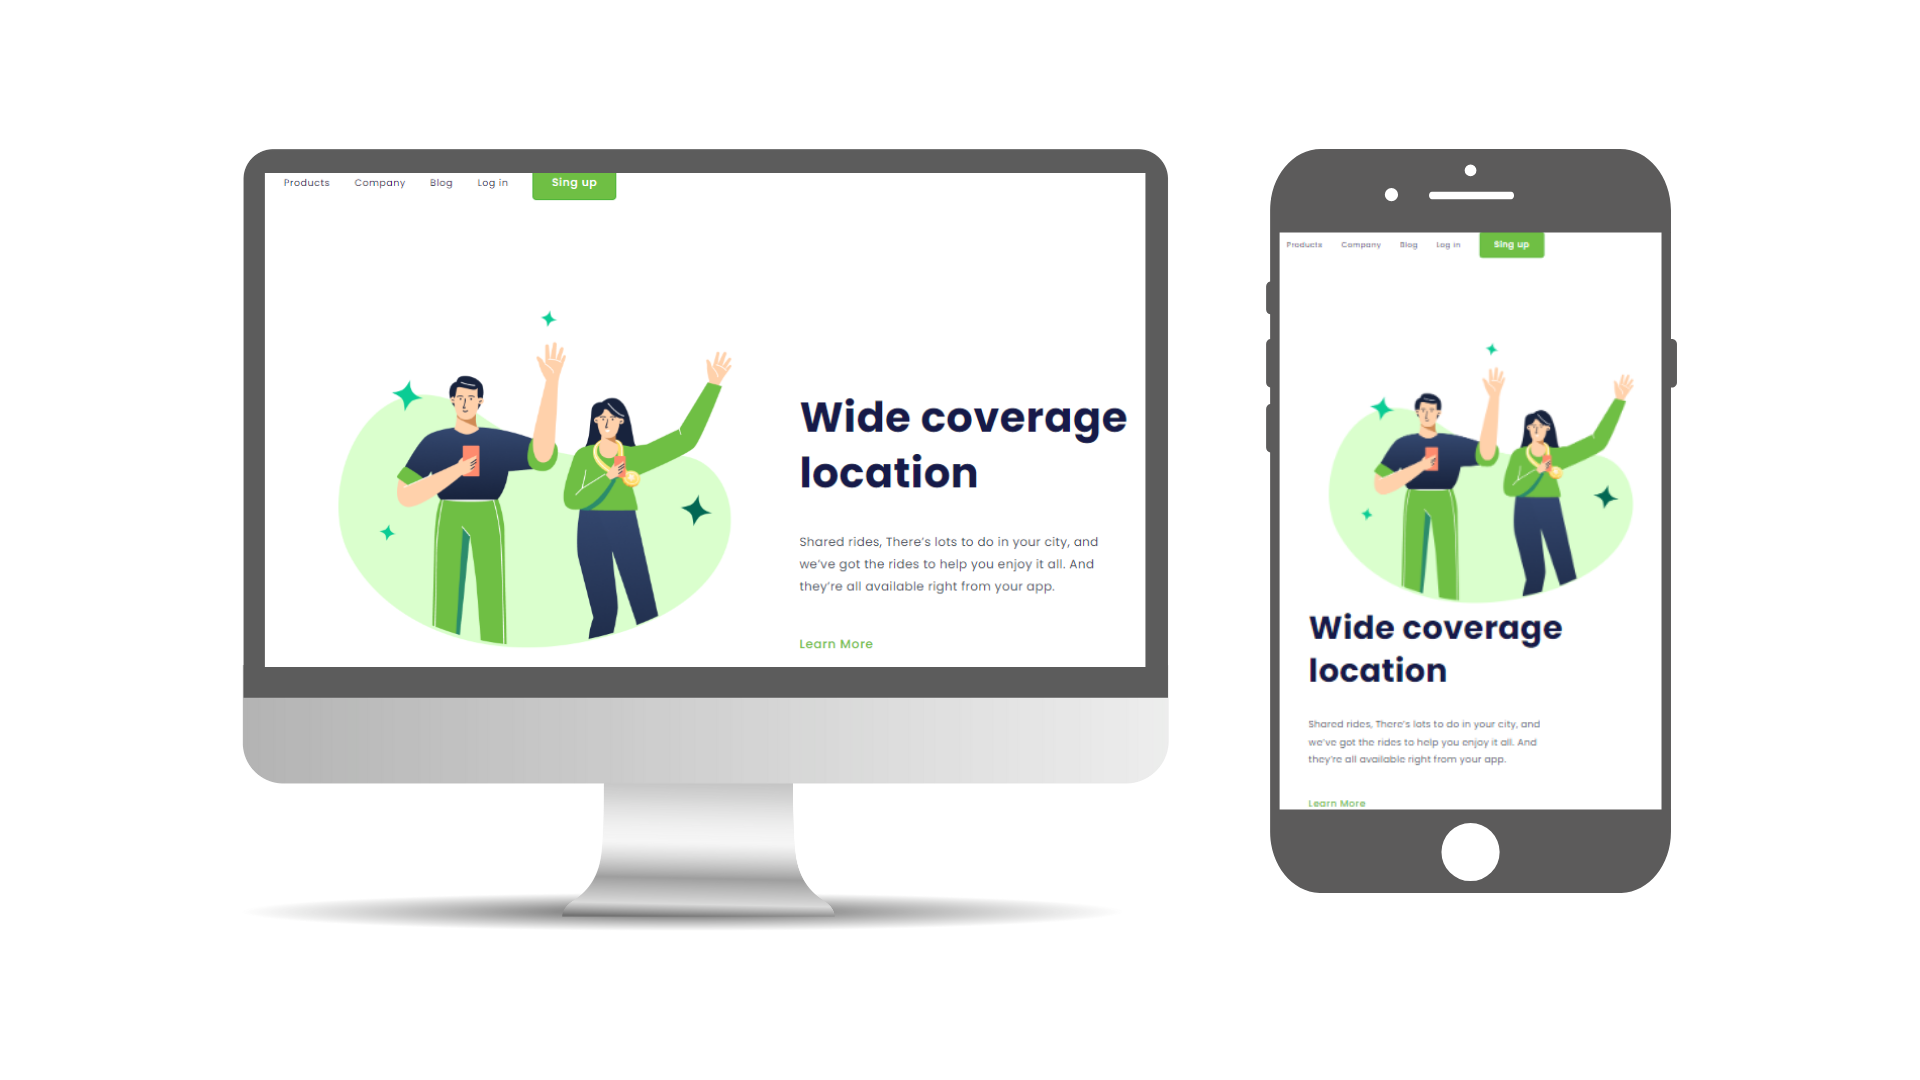 Products Company Blog Log in Sing up
Wide coverage
location
Shared rides, There's lots to do in your city, and
we've got the rides to help you enjoy it all. And
they're all available right from your app.
Learn More
Products Company Blog Log in Sing up
Wide coverage
location
Shared rides, There's lots to do in your city, and
we've got the rides to help you enjoy it all. And
they're all available right from your app.
Learn More